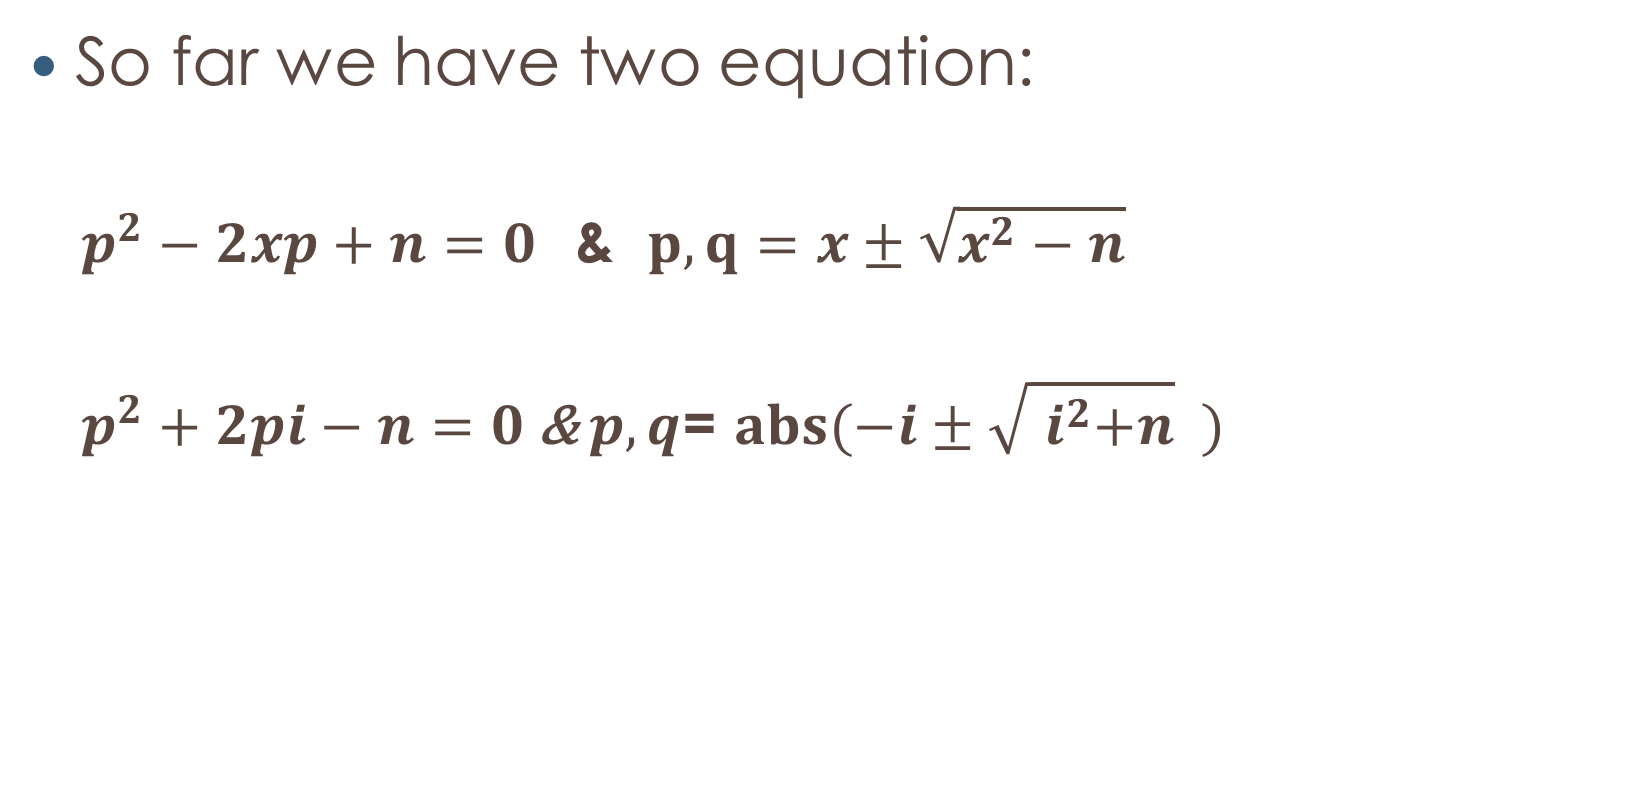 • So far we have two equation:
p² − 2xp + n = 0 & p, q = x ± √(x² − n)
p² + 2pi − n = 0 &p, q= abs(−i ± √(i²+n) )